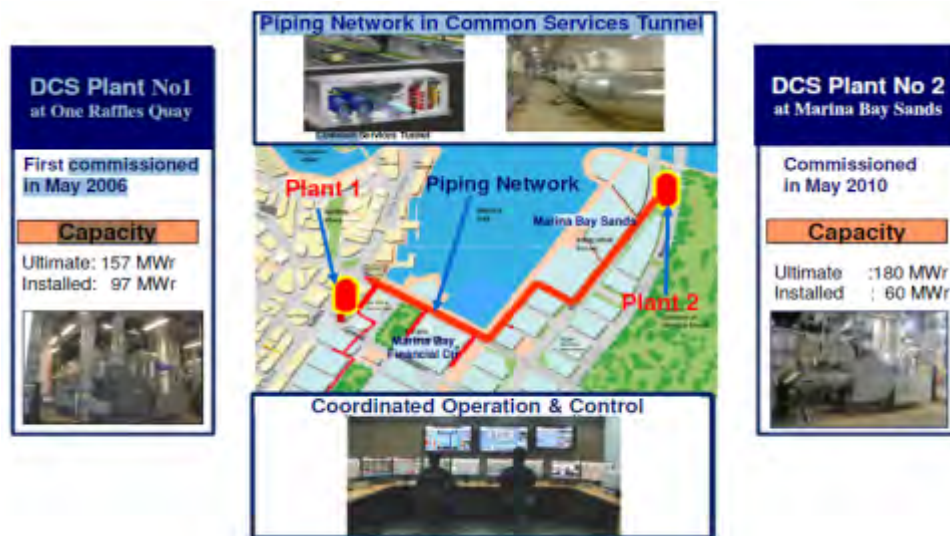 Piping Network in Common Services Tunnel
Common Services Tunnel
DCS Plant No1
at One Raffles Quay
First commissioned
in May 2006
Capacity
Ultimate: 157 MWr
Installed: 97 MWr
Plant 1
Piping Network
Marina Bay Sands
Plant 2
Marina Bay
Financial Ctr
DCS Plant No 2
at Marina Bay Sands
Commissioned
in May 2010
Capacity
Ultimate :180 MWr
Installed : 60 MWr
Coordinated Operation & Control